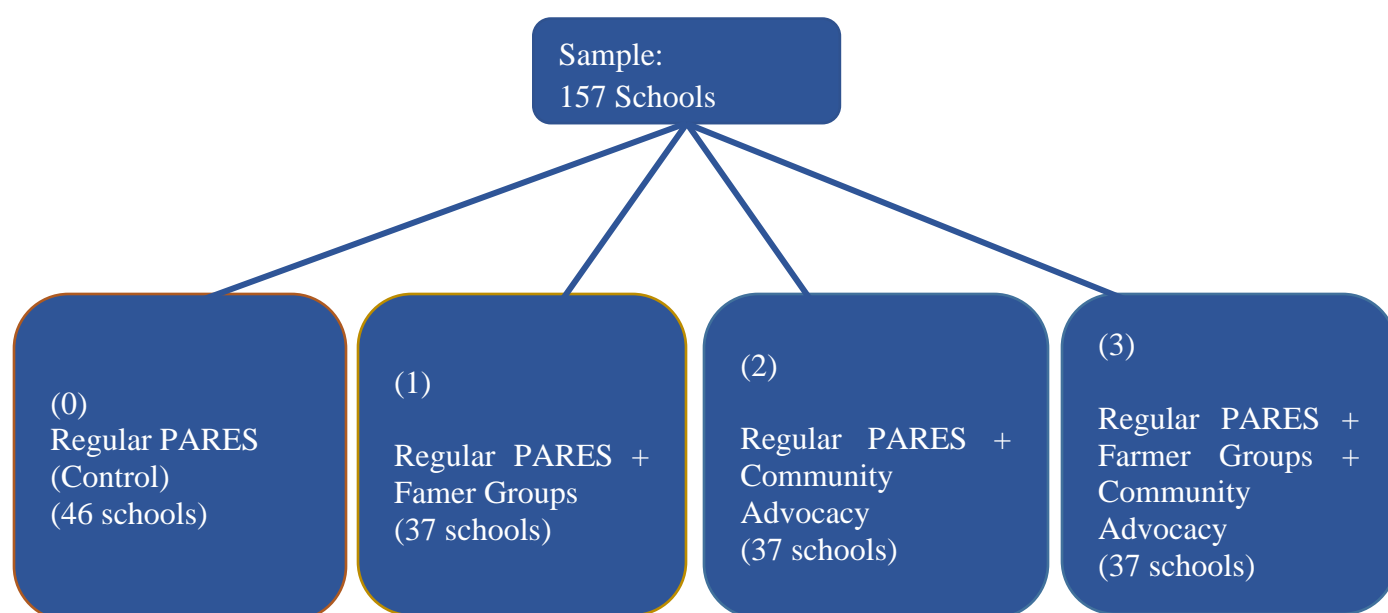 Sample:
157 Schools
(0)
Regular PARES
(Control)
(46 schools)
(1)
Regular PARES +
Famer Groups
(37 schools)
(2)
Regular PARES +
Community
Advocacy
(37 schools)
(3)
Regular PARES +
Farmer Groups +
Community
Advocacy
(37 schools)